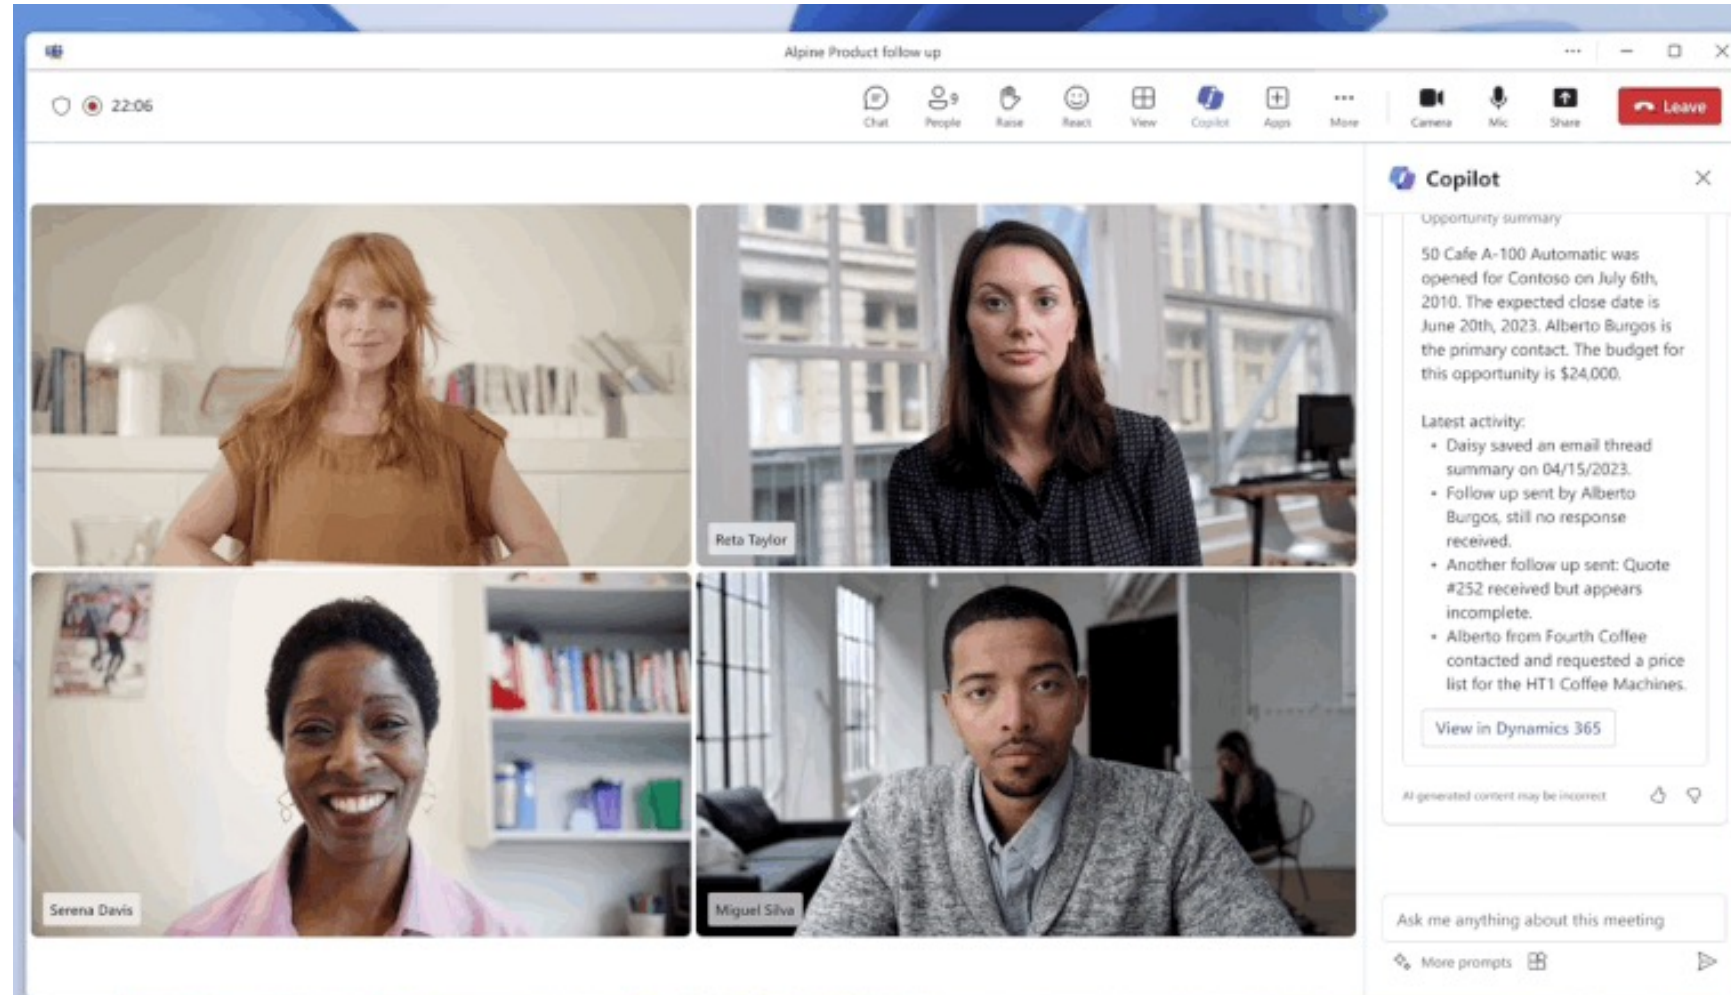 Alpine Product follow up
22:06
Chat
People
9
Raise
React
View
Copilot
Apps
More
Camera
Mic
Share
Leave
Copilot
Opportunity summary
50 Cafe A-100 Automatic was
opened for Contoso on July 6th,
2010. The expected close date is
June 20th, 2023. Alberto Burgos is
the primary contact. The budget for
this opportunity is $24,000.
Latest activity:
• Daisy saved an email thread
summary on 04/15/2023.
• Follow up sent by Alberto
Burgos, still no response
received.
• Another follow up sent: Quote
#252 received but appears
incomplete.
• Alberto from Fourth Coffee
contacted and requested a price
list for the HT1 Coffee Machines.
View in Dynamics 365
AI generated content may be incorrect
Reta Taylor
Serena Davis
Miguel Silva
Ask me anything about this meeting
More prompts